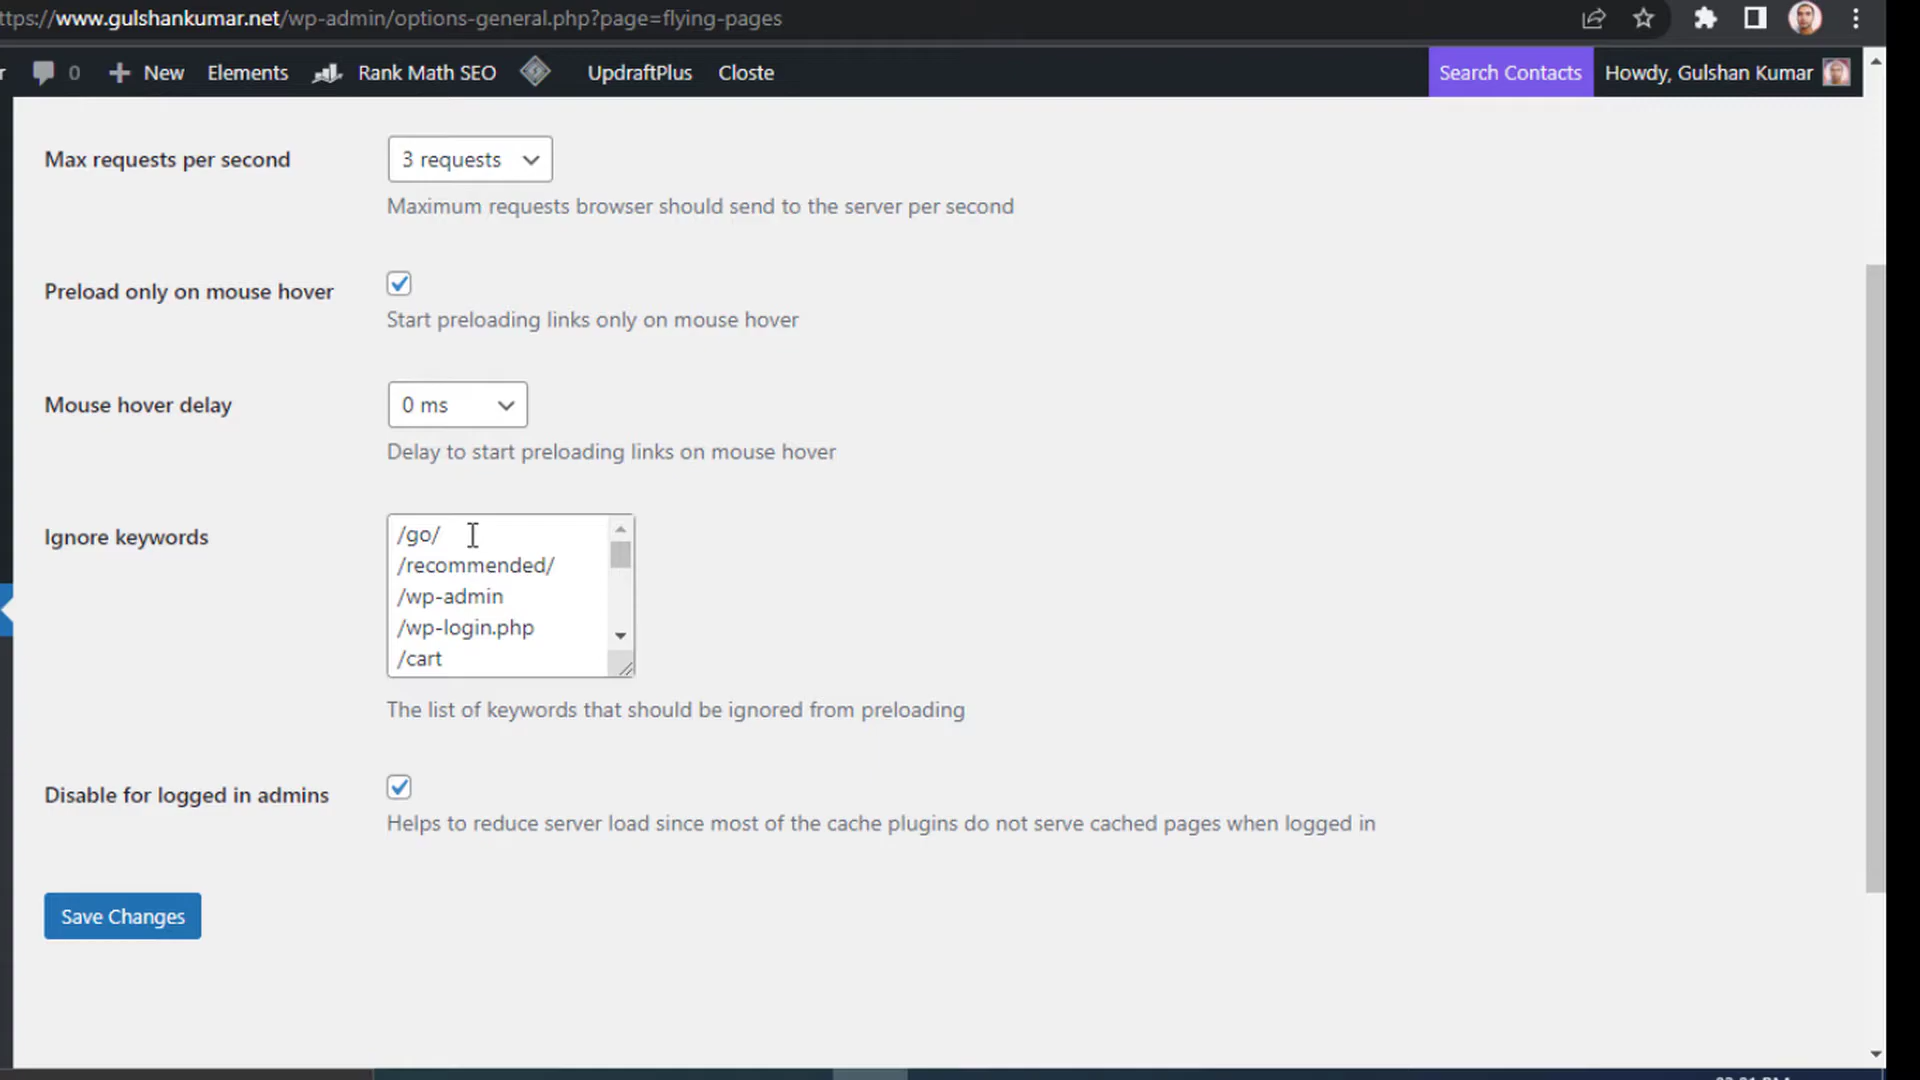 ttps://www.gulshankumar.net/wp-admin/options-general.php?page=flying-pages
r 0 New Elements Rank Math SEO UpdraftPlus Closte Search Contacts Howdy, Gulshan Kumar
Max requests per second
3 requests
Maximum requests browser should send to the server per second
Preload only on mouse hover
Start preloading links only on mouse hover
Mouse hover delay
0 ms
Delay to start preloading links on mouse hover
Ignore keywords
/go/
/recommended/
/wp-admin
/wp-login.php
/cart
The list of keywords that should be ignored from preloading
Disable for logged in admins
Helps to reduce server load since most of the cache plugins do not serve cached pages when logged in
Save Changes